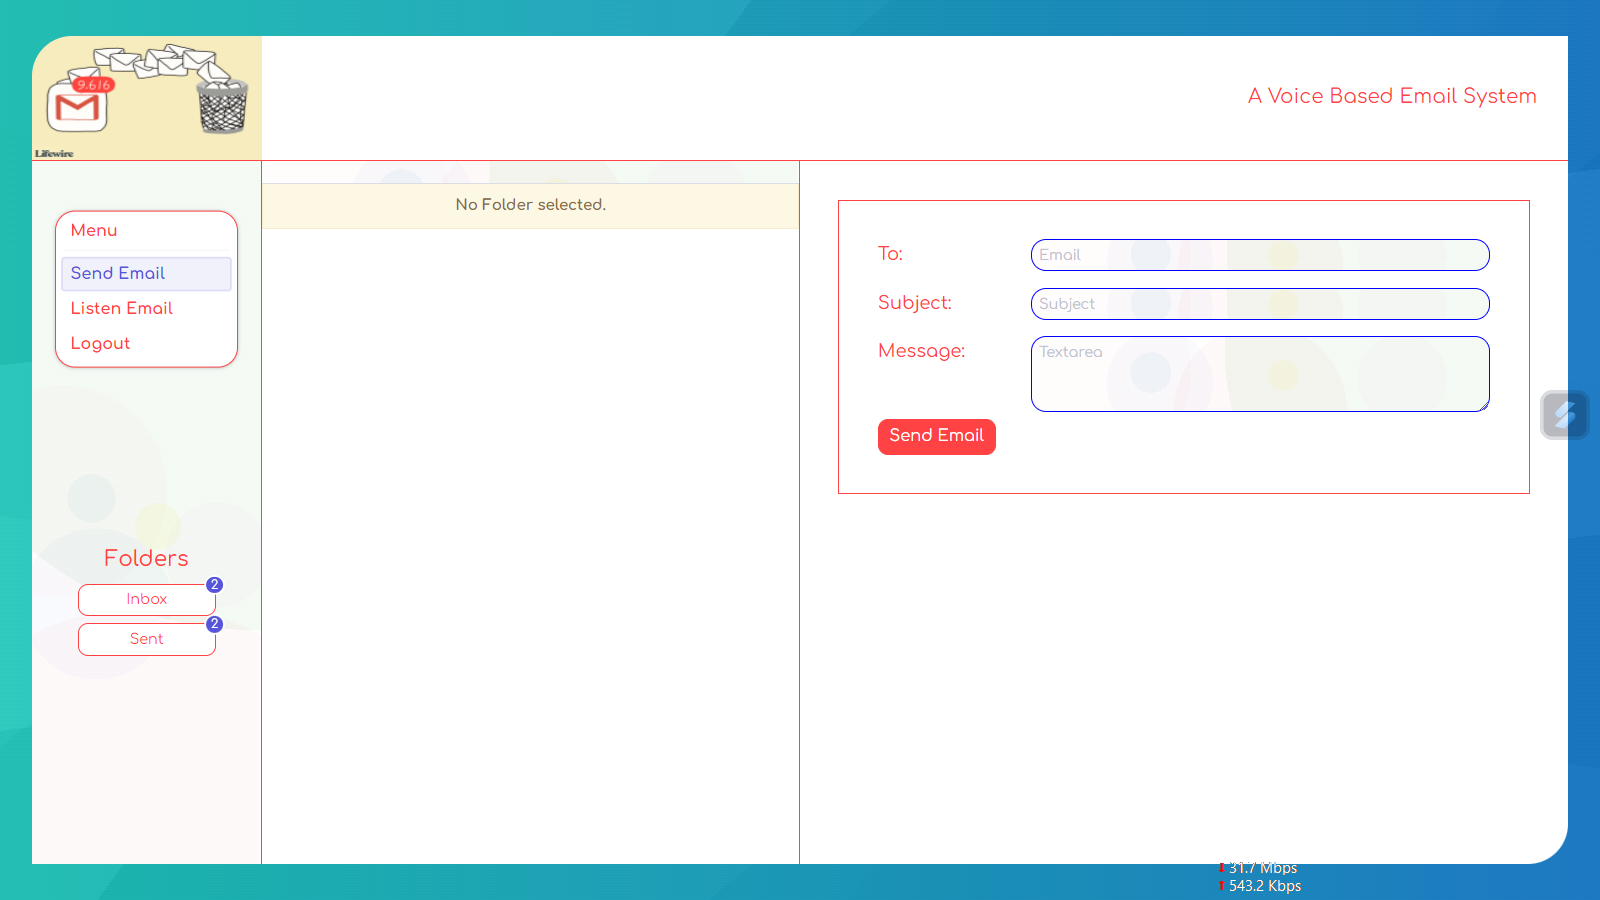 9.616
Lifewire
A Voice Based Email System
Menu
Send Email
Listen Email
Logout
Folders
Inbox
2
Sent
2
No Folder selected.
To:
Email
Subject:
Subject
Message:
Textarea
Send Email
31.7 Mbps
543.2 Kbps